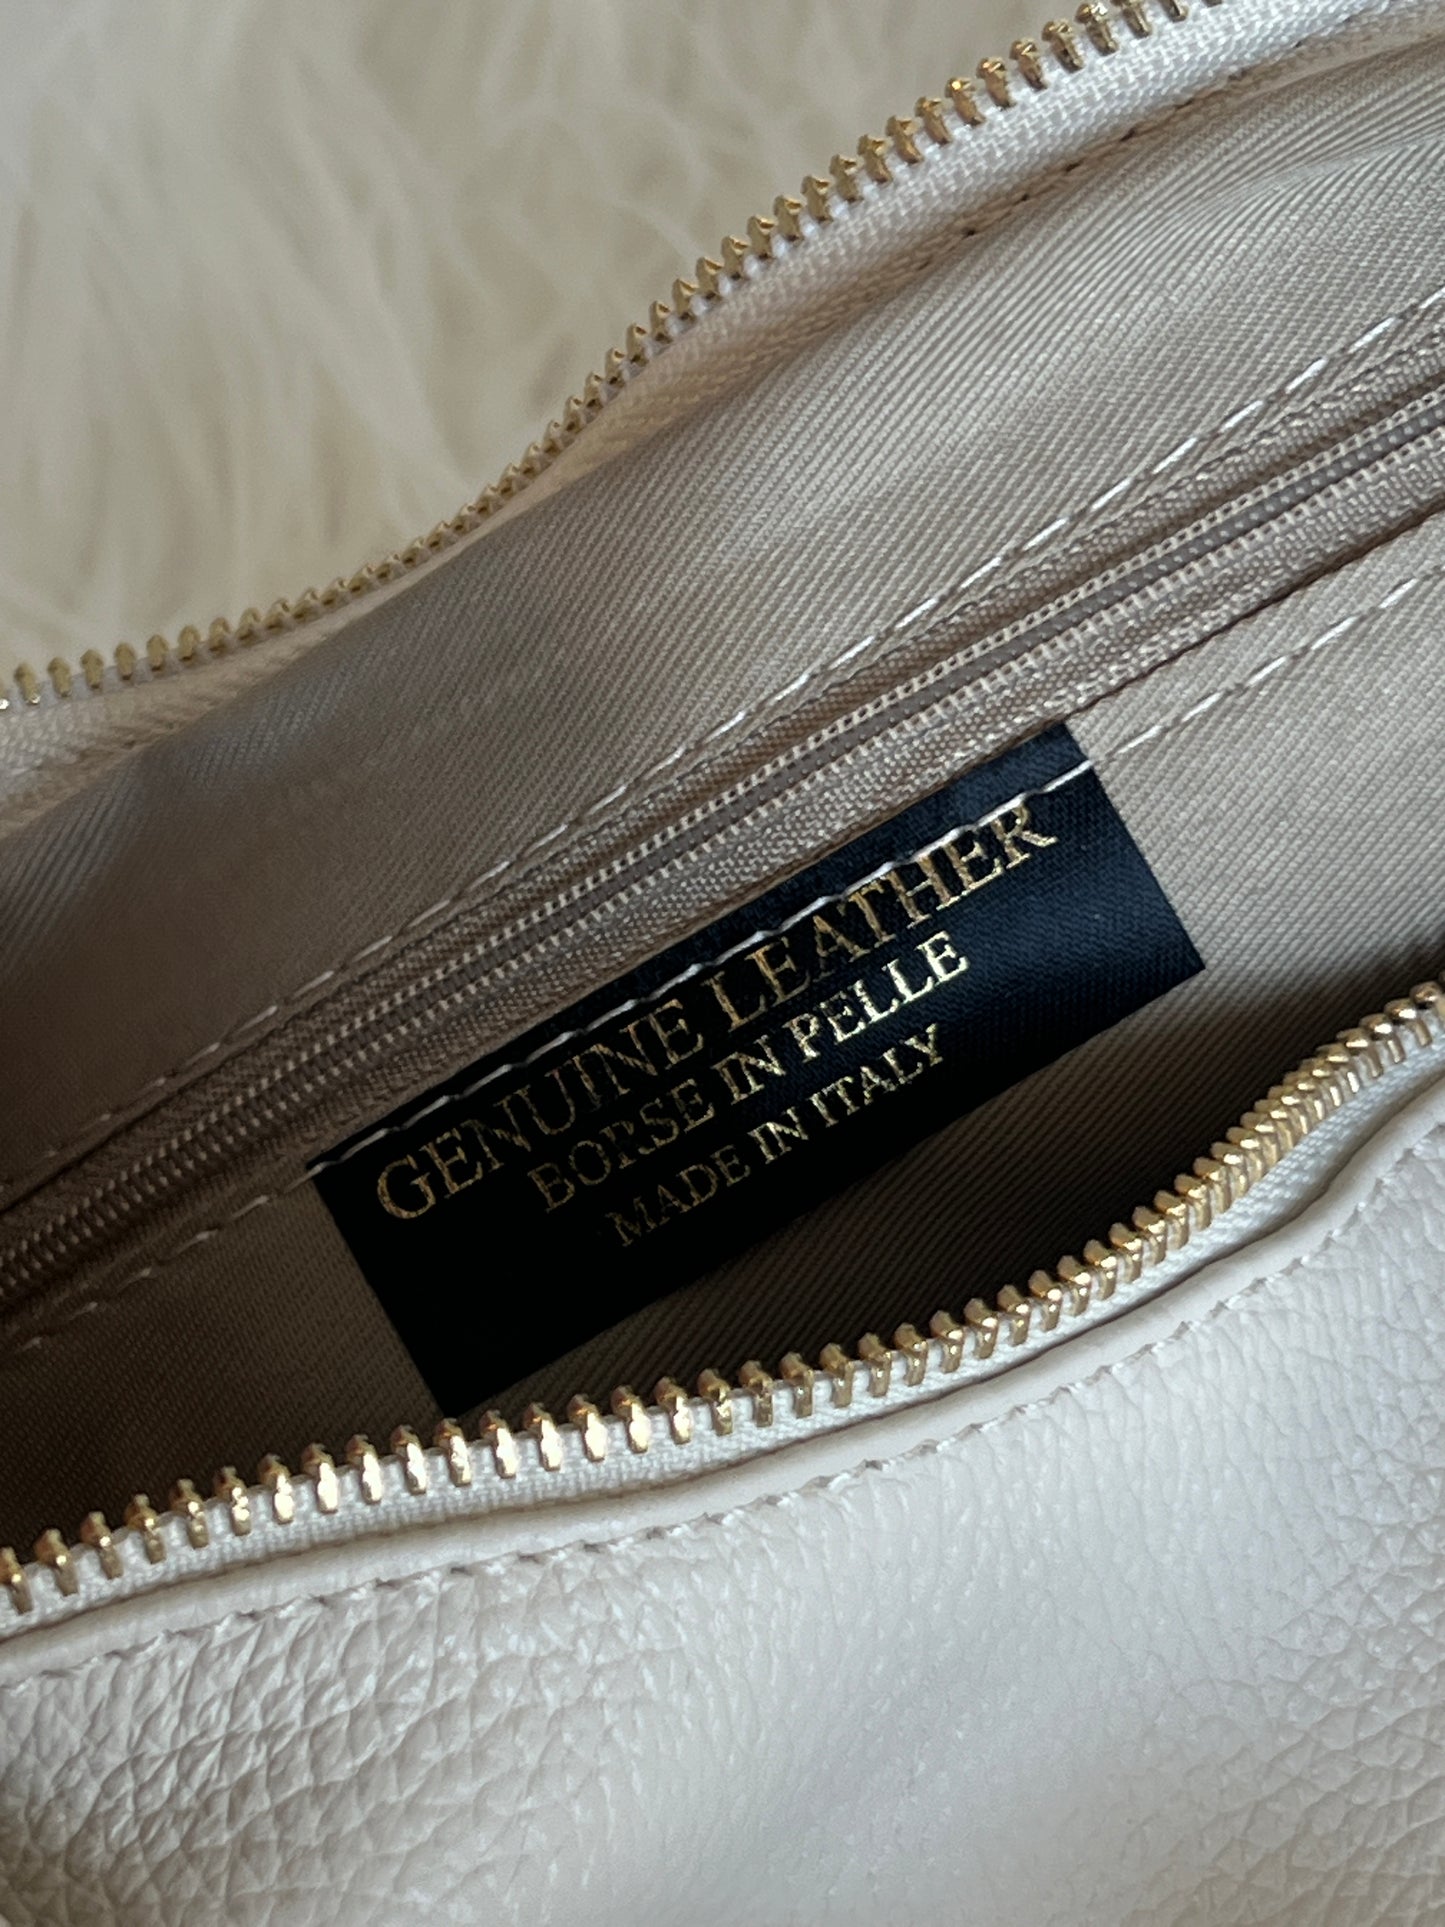 GENUINE LEATHER
BORSE IN PELLE
MADE IN ITALY